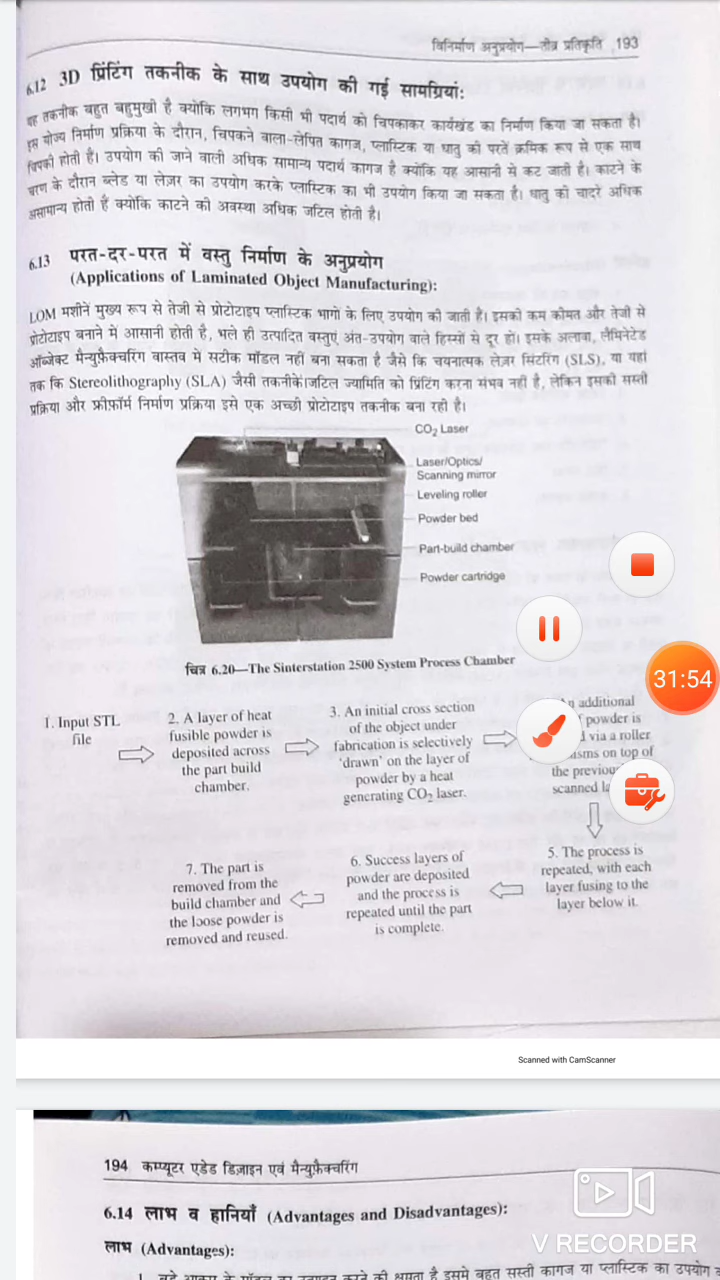 विनिर्माण अनुप्रयोग—तीव्र प्रतिकृति 193
6.12 3D प्रिंटिंग तकनीक के साथ उपयोग की गई सामग्रियां:
यह तकनीक बहुत बहुमुखी है क्योंकि लगभग किसी भी पदार्थ को चिपकाकर कार्यखंड का निर्माण किया जा सकता है।
इस योज्य निर्माण प्रक्रिया के दौरान, चिपकने वाला-लेपित कागज, प्लास्टिक या धातु की परतें क्रमिक रूप से एक साथ
चिपकी होती है। उपयोग की जाने वाली अधिक सामान्य पदार्थ कागज है क्योंकि यह आसानी से कट जाती है। काटने के
चरण के दौरान ब्लेड या लेज़र का उपयोग करके प्लास्टिक का भी उपयोग किया जा सकता है। धातु की चादरें अधिक
असामान्य होती हैं क्योंकि काटने की अवस्था अधिक जटिल होती है।
6.13 परत-दर-परत में वस्तु निर्माण के अनुप्रयोग
(Applications of Laminated Object Manufacturing):
LOM मशीनें मुख्य रूप से तेजी से प्रोटोटाइप प्लास्टिक भागों के लिए उपयोग की जाती हैं। इसकी कम कीमत और तेजी से
प्रोटोटाइप बनाने में आसानी होती है, भले ही उत्पादित वस्तुएं अंत-उपयोग वाले हिस्सों से दूर हों। इसके अलावा, लैमिनेटेड
ऑब्जेक्ट मैन्युफ़ैक्चरिंग वास्तव में सटीक मॉडल नहीं बना सकता है जैसे कि चयनात्मक लेज़र सिंटरिंग (SLS), या यहां
तक कि Stereolithography (SLA) जैसी तकनीकें।जटिल ज्यामिति को प्रिंटिंग करना संभव नहीं है, लेकिन इसकी सस्ती
प्रक्रिया और फ्रीफ़ॉर्म निर्माण प्रक्रिया इसे एक अच्छी प्रोटोटाइप तकनीक बना रही है।
CO₂ Laser
Laser/Optics/
Scanning mirror
Leveling roller
Powder bed
Part-build chamber
Powder cartridge
चित्र 6.20—The Sinterstation 2500 System Process Chamber
1. Input STL
file
2. A layer of heat
fusible powder is
deposited across
the part build
chamber.
3. An initial cross section
of the object under
fabrication is selectively
‘drawn’ on the layer of
powder by a heat
generating CO₂ laser.
additional
powder is
via a roller
on top of
the
scanned
5. The process is
repeated, with each
layer fusing to the
layer below it.
6. Success layers of
powder are deposited
and the process is
repeated until the part
is complete.
7. The part is
removed from the
build chamber and
the loose powder is
removed and reused.
31:54
Scanned with CamScanner
194 कम्प्यूटर एडेड डिज़ाइन एवं मैन्युफ़ैक्चरिंग
6.14 लाभ व हानियाँ (Advantages and Disadvantages):
लाभ (Advantages):
V RECORDER